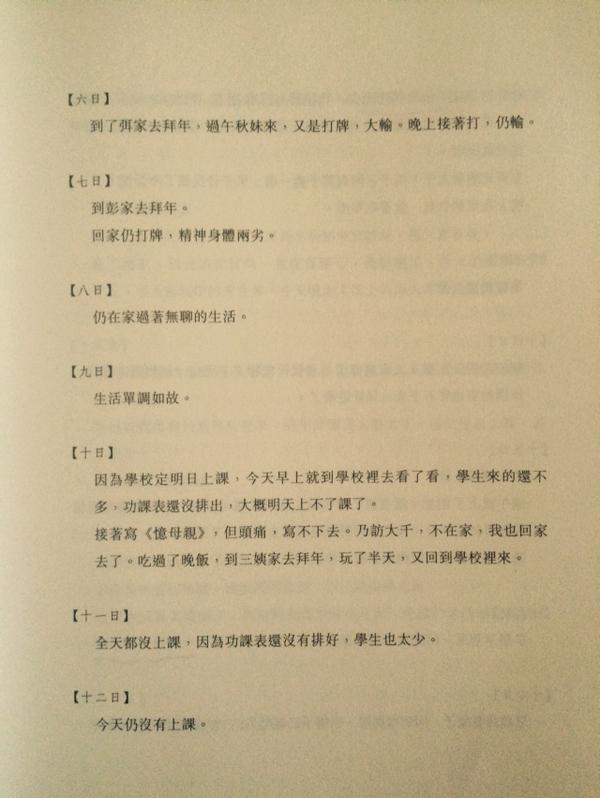 【六日】
到了弭家去拜年，過午秋妹來，又是打牌，大輸。晚上接著打，仍輸。
【七日】
到彭家去拜年。
回家仍打牌，精神身體兩劣。
【八日】
仍在家過著無聊的生活。
【九日】
生活單調如故。
【十日】
因為學校定明日上課，今天早上就到學校裡去看了看，學生來的還不
多，功課表還沒排出，大概明天上不了課了。
接著寫《憶母親》，但頭痛，寫不下去。乃訪大千，不在家，我也回家
去了。吃過了晚飯，到三姨家去拜年，玩了半天，又回到學校裡來。
【十一日】
全天都沒上課，因為功課表還沒有排好，學生也太少。
【十二日】
今天仍沒有上課。